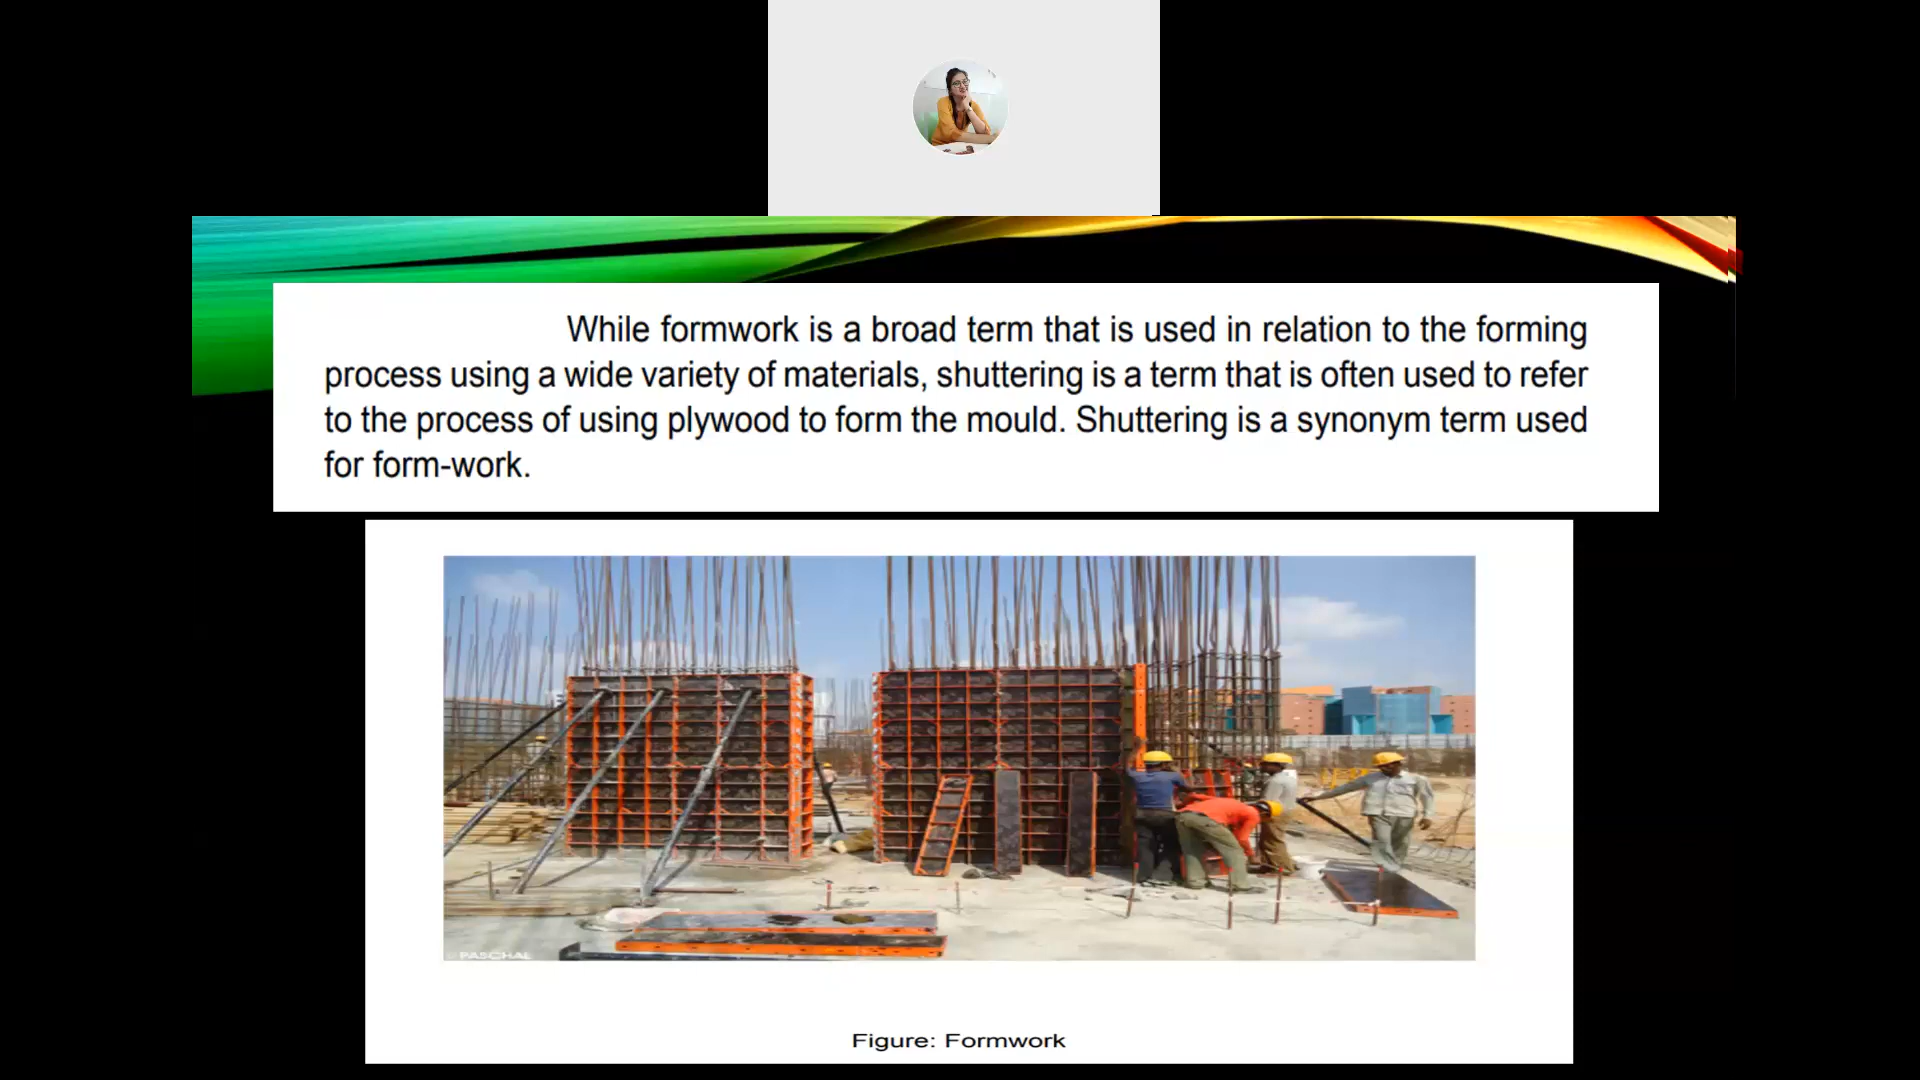 While formwork is a broad term that is used in relation to the forming
process using a wide variety of materials, shuttering is a term that is often used to refer
to the process of using plywood to form the mould. Shuttering is a synonym term used
for form-work.
PASCHAL
Figure: Formwork